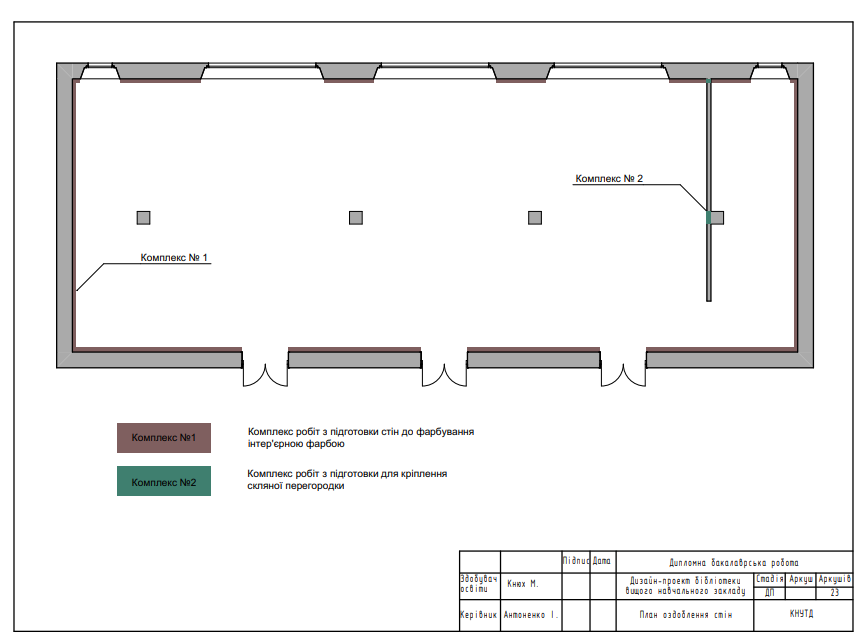 Комплекс № 2
Комплекс № 1
Комплекс №1
Комплекс робіт з підготовки стін до фарбування
інтер'єрною фарбою
Комплекс №2
Комплекс робіт з підготовки для кріплення
скляної перегородки
Підпис Дата
Дипломна бакалаврська робота
Здобувач
освіти
Кнюх М.
Дизайн-проект бібліотеки
вищого навчального закладу
Стадія Аркуш Аркушів
ДП 23
Керівник Антоненко І.
План оздоблення стін
КНУТД